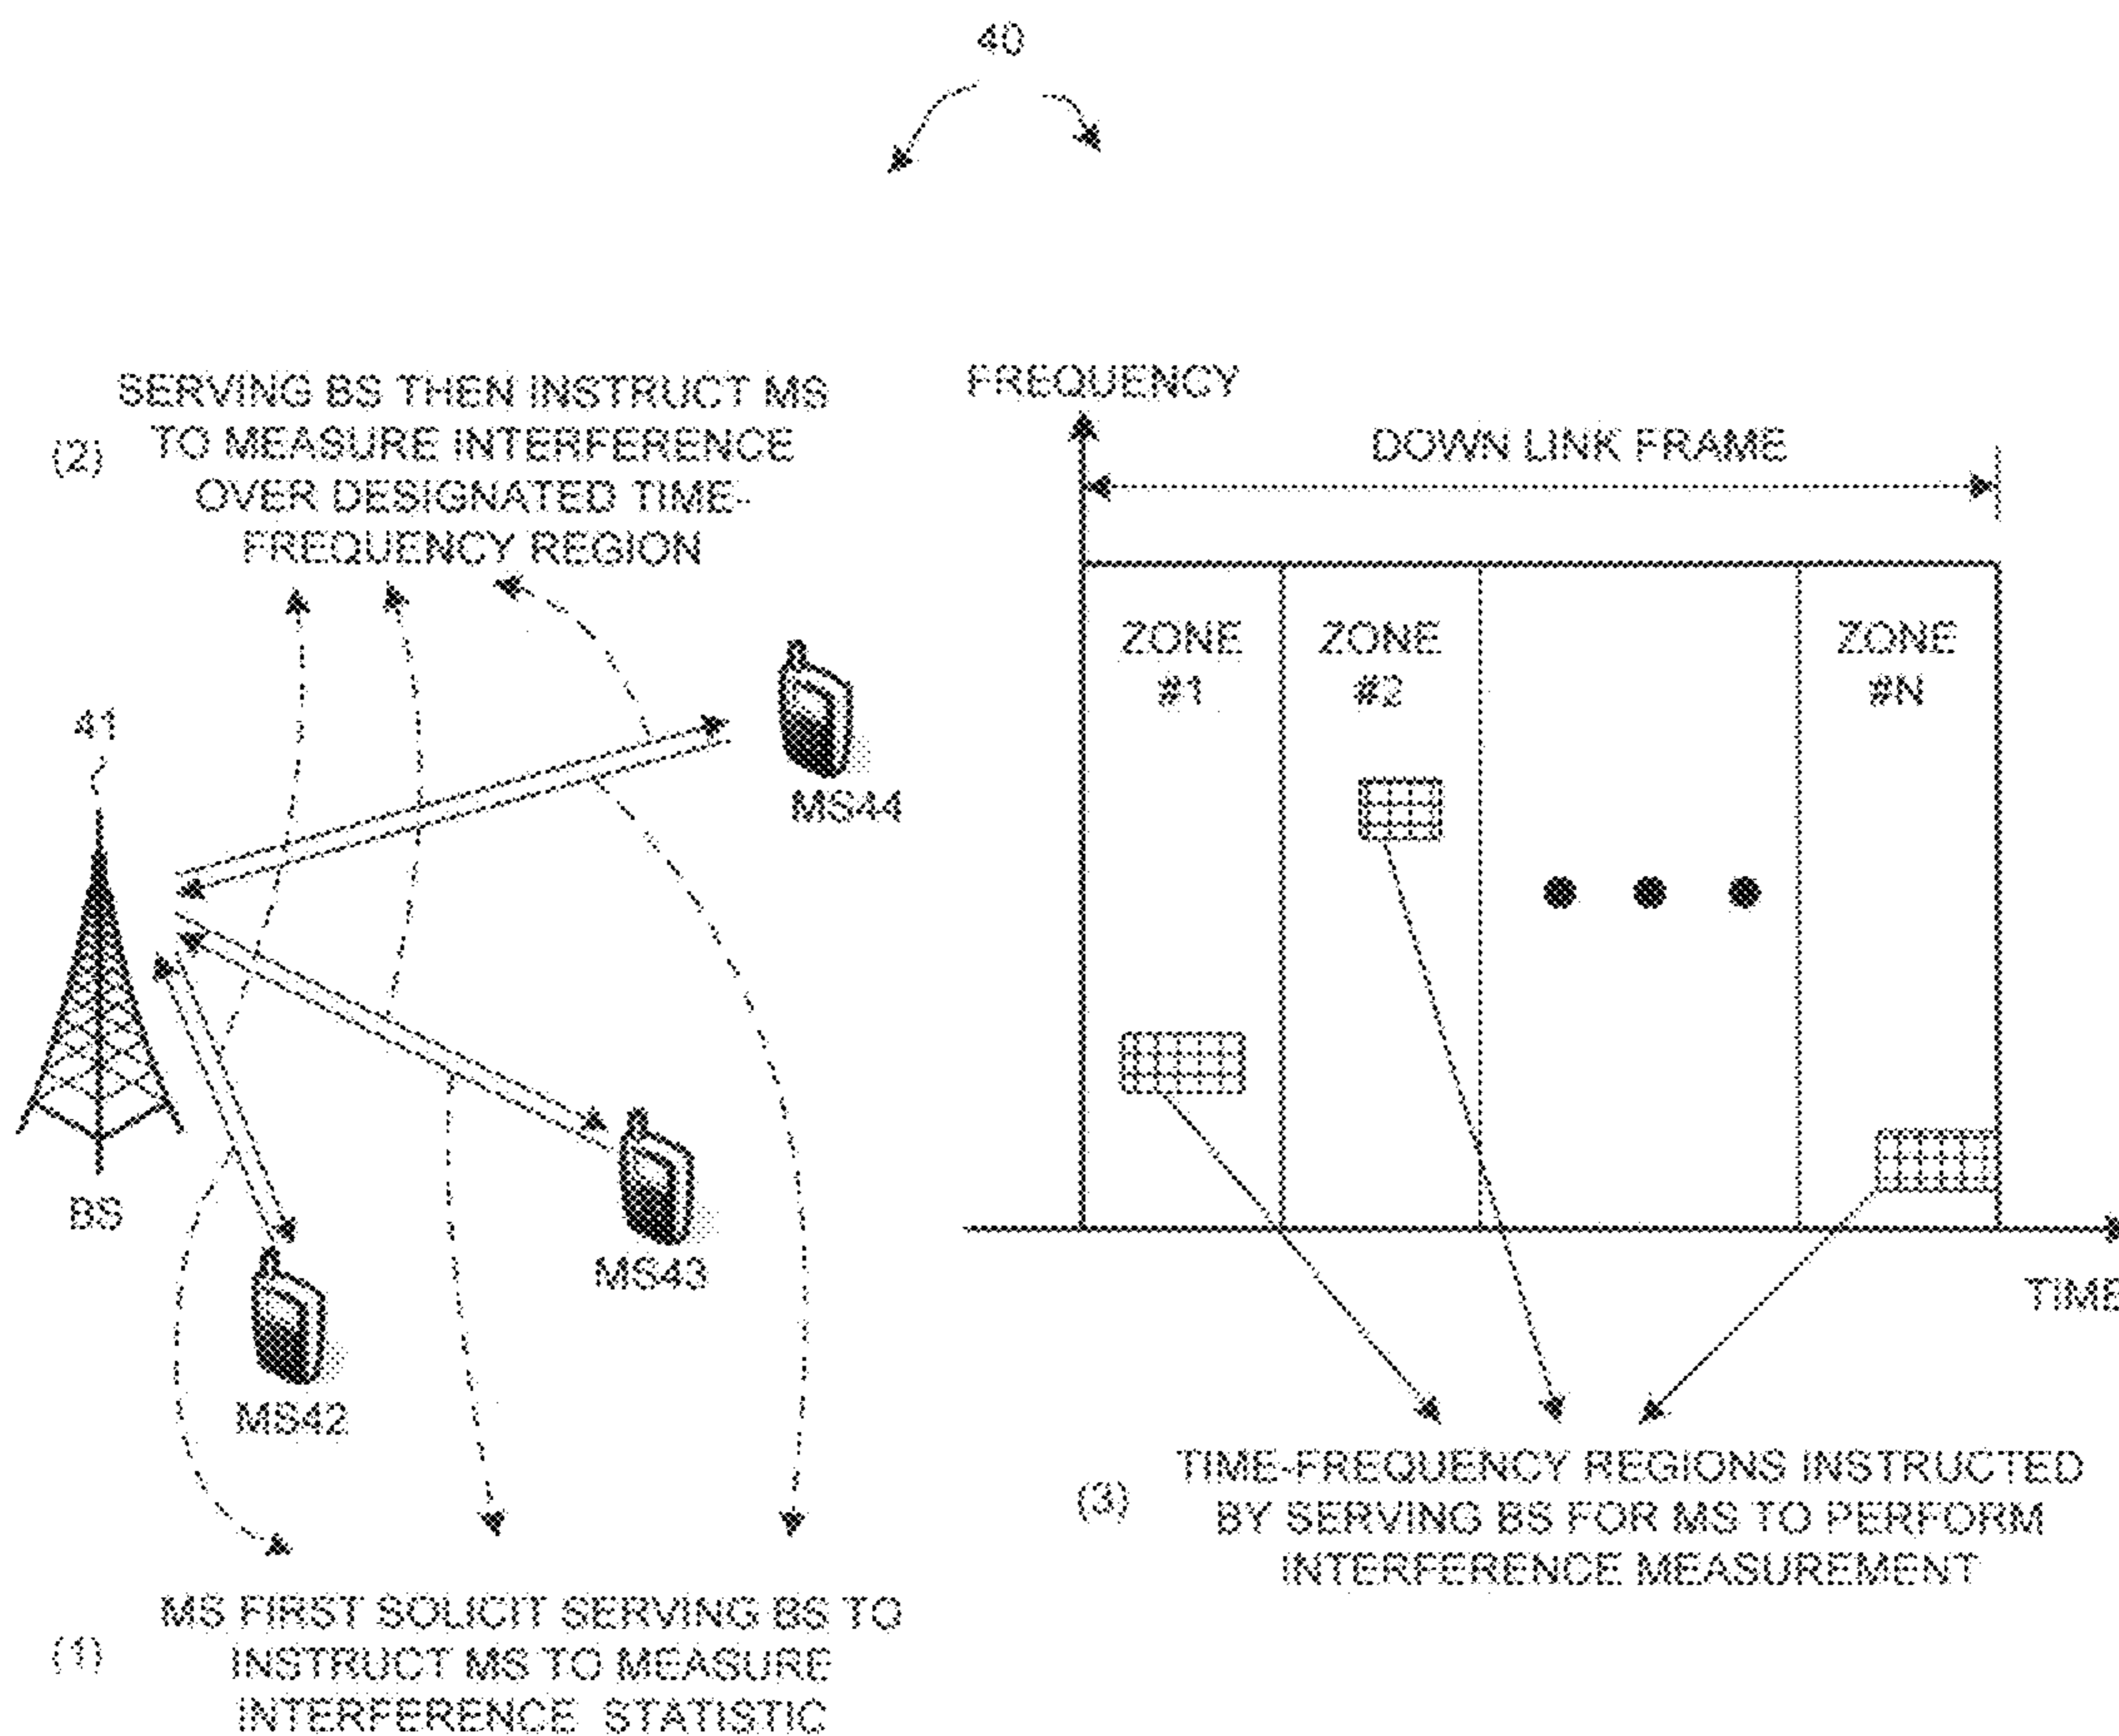 40
SERVING BS THEN INSTRUCT MS
(2) TO MEASURE INTERFERENCE
OVER DESIGNATED TIME-
FREQUENCY REGION
41
BS
MS44
MS43
MS42
MS FIRST SOLICIT SERVING BS TO
(1) INSTRUCT MS TO MEASURE
INTERFERENCE STATISTIC
FREQUENCY
DOWN LINK FRAME
ZONE
#1
ZONE
#2
ZONE
#N
TIME
TIME-FREQUENCY REGIONS INSTRUCTED
(3) BY SERVING BS FOR MS TO PERFORM
INTERFERENCE MEASUREMENT